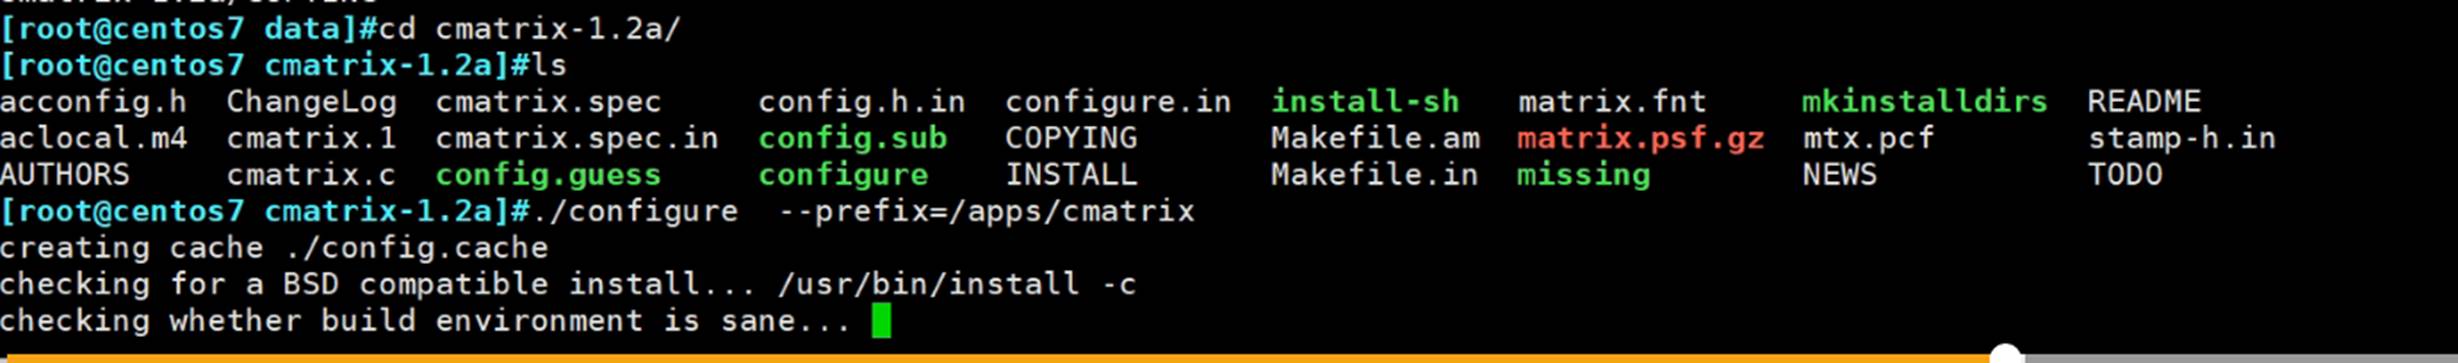 [root@centos7 data]#cd cmatrix-1.2a/
[root@centos7 cmatrix-1.2a]#ls
acconfig.h  ChangeLog  cmatrix.spec     config.h.in  configure.in  install-sh   matrix.fnt     mkinstalldirs  README
aclocal.m4  cmatrix.1  cmatrix.spec.in  config.sub   COPYING       Makefile.am  matrix.psf.gz  mtx.pcf        stamp-h.in
AUTHORS     cmatrix.c  config.guess     configure    INSTALL       Makefile.in  missing        NEWS           TODO
[root@centos7 cmatrix-1.2a]#./configure  --prefix=/apps/cmatrix
creating cache ./config.cache
checking for a BSD compatible install... /usr/bin/install -c
checking whether build environment is sane...